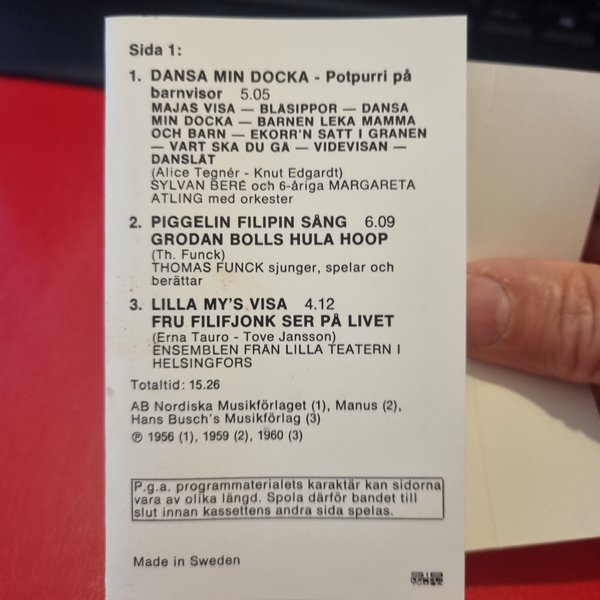 Sida 1:
1. DANSA MIN DOCKA - Potpurri på
barnvisor 5.05
MAJAS VISA — BLÅSIPPOR — DANSA
MIN DOCKA — BARNEN LEKA MAMMA
OCH BARN — EKORR'N SATT I GRANEN
— VART SKA DU GÅ — VIDEVISAN —
DANSLÅT
(Alice Tegnér - Knut Edgardt)
SYLVAN BERÉ och 6-åriga MARGARETA
ATLING med orkester
2. PIGGELIN FILIPIN SÅNG 6.09
GRODAN BOLLS HULA HOOP
(Th. Funck)
THOMAS FUNCK sjunger, spelar och
berättar
3. LILLA MY'S VISA 4.12
FRU FILIFJONK SER PÅ LIVET
(Erna Tauro - Tove Jansson)
ENSEMBLEN FRÅN LILLA TEATERN I
HELSINGFORS
Totaltid: 15.26
AB Nordiska Musikförlaget (1), Manus (2),
Hans Busch's Musikförlag (3)
℗ 1956 (1), 1959 (2), 1960 (3)
P.g.a. programmaterialets karaktär kan sidorna
vara av olika längd. Spola därför bandet till
slut innan kassettens andra sida spelas.
Made in Sweden